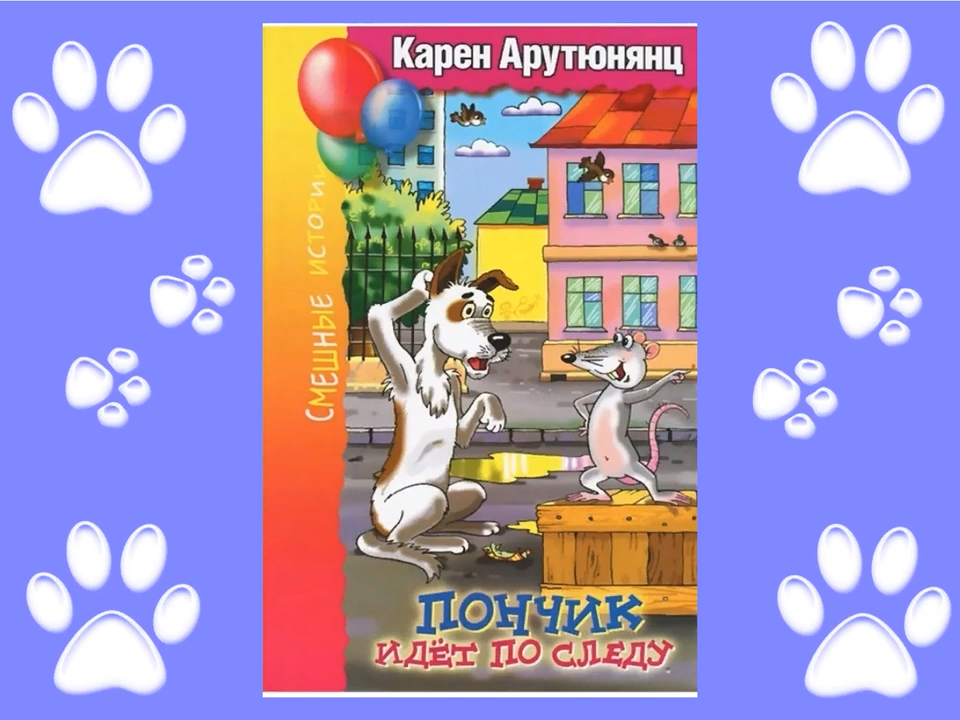 Карен Арутюнянц
Смешные истории
ПОНЧИК
ИДЁТ ПО СЛЕДУ